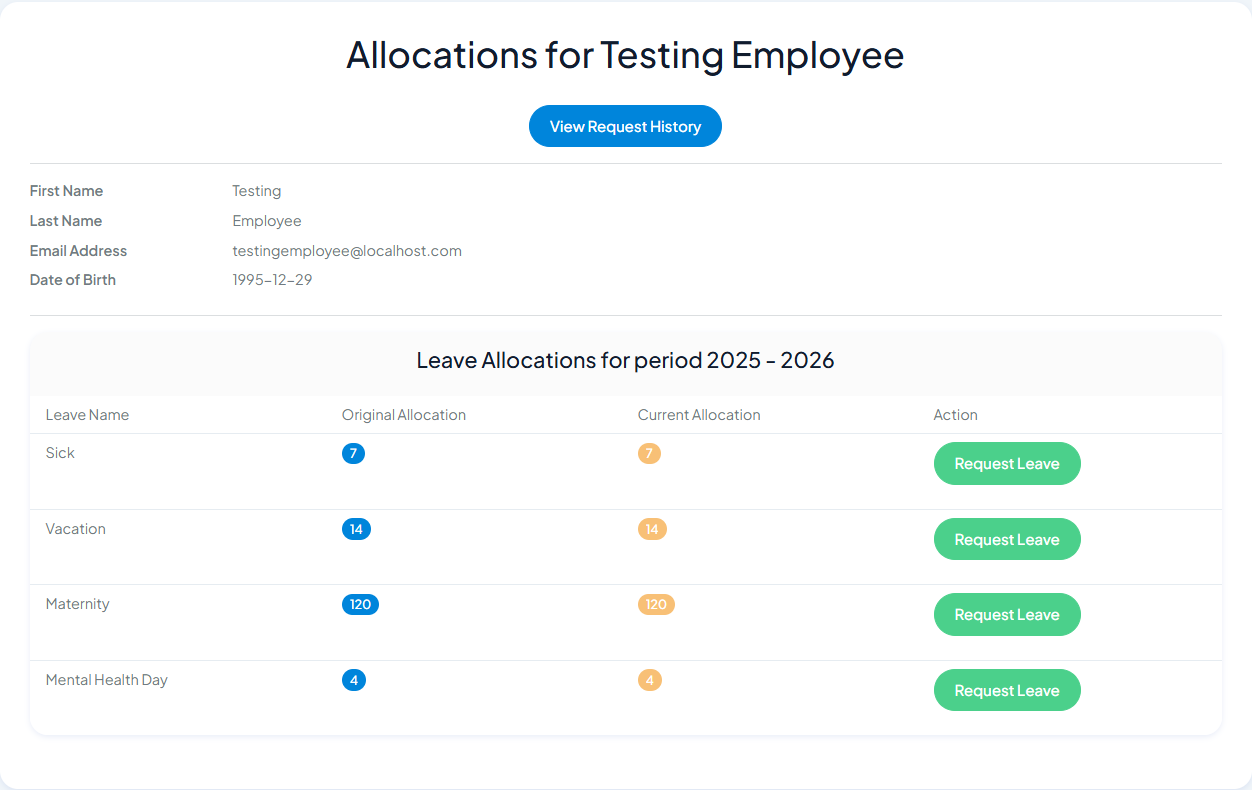 Allocations for Testing Employee
View Request History
First Name Testing
Last Name Employee
Email Address testingemployee@localhost.com
Date of Birth 1995-12-29
Leave Allocations for period 2025 - 2026
Leave Name Original Allocation Current Allocation Action
Sick 7 7 Request Leave
Vacation 14 14 Request Leave
Maternity 120 120 Request Leave
Mental Health Day 4 4 Request Leave